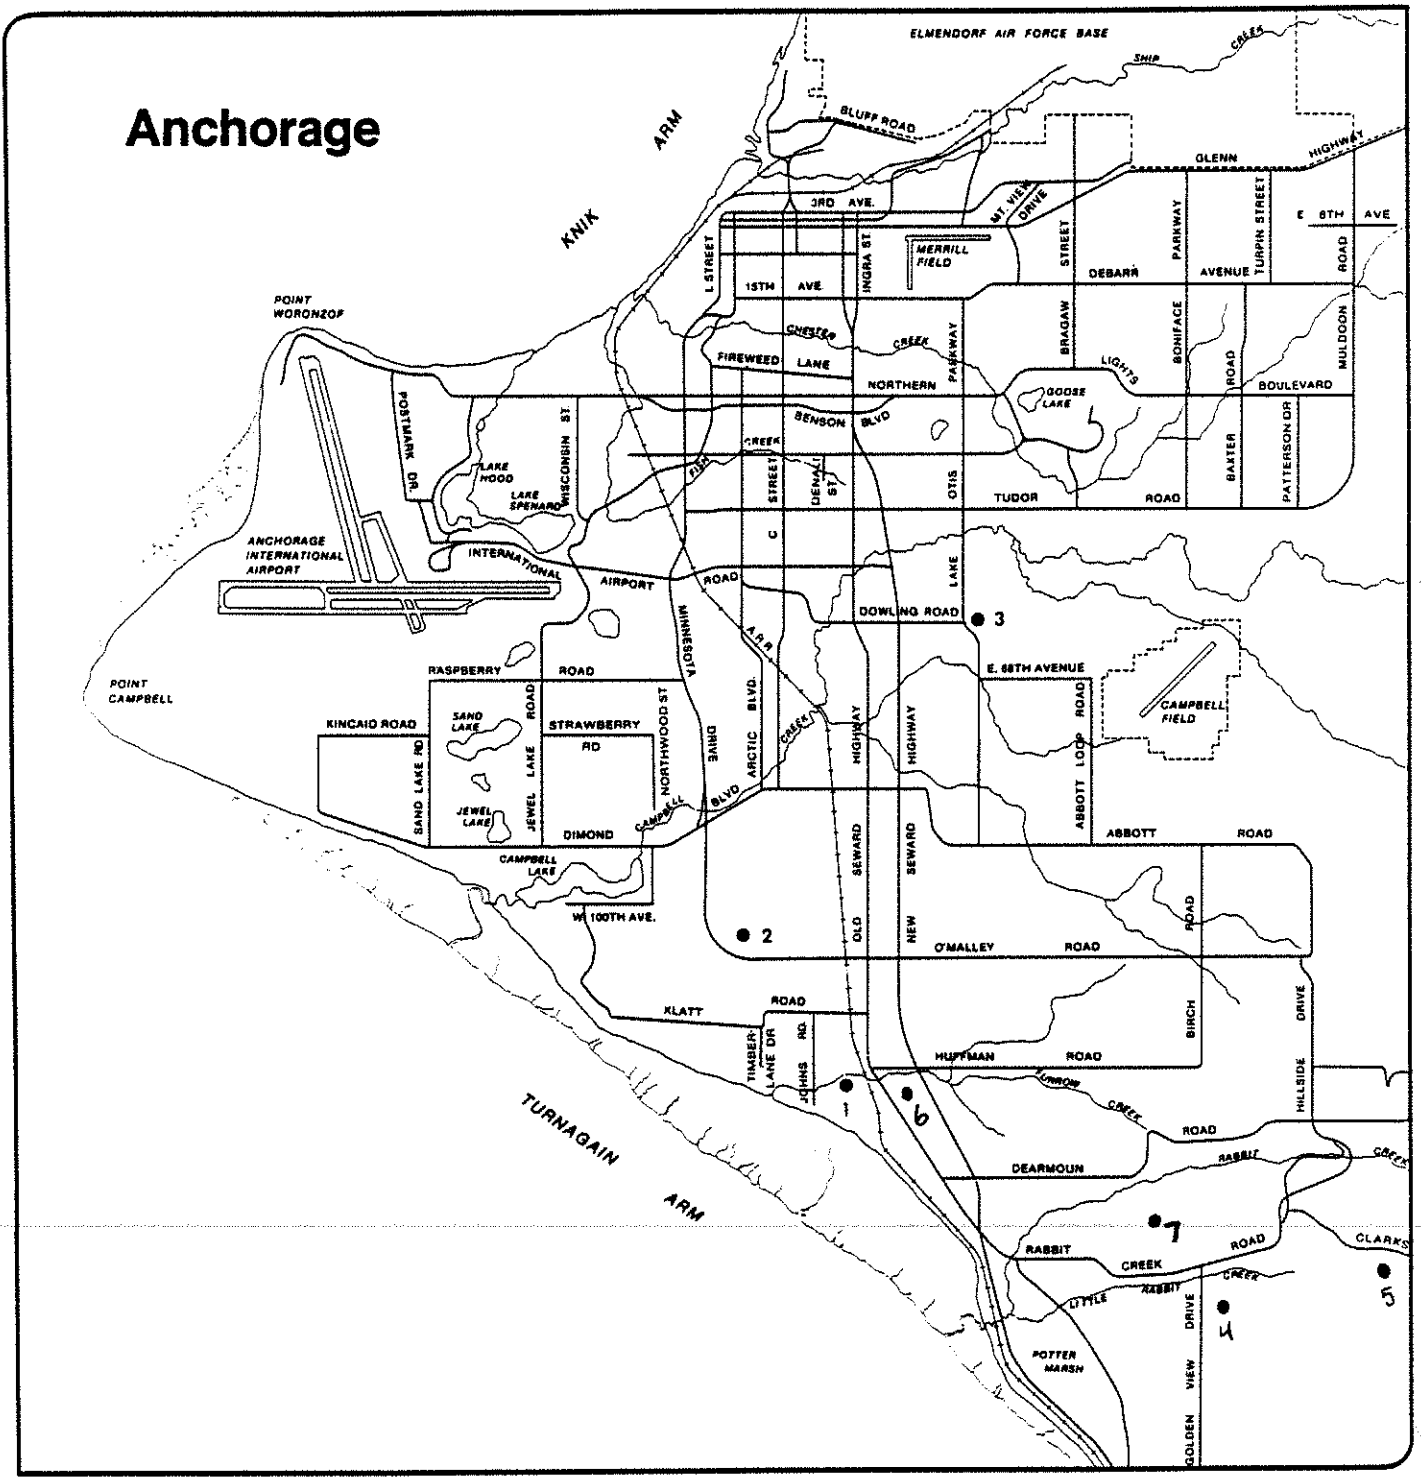 ELMENDORF AIR FORCE BASE
SHIP CREEK
Anchorage
KNIK ARM
BLUFF ROAD
GLENN HIGHWAY
3RD AVE.
MT. VIEW DRIVE
E 6TH AVE
L STREET
INGRA ST.
MERRILL FIELD
STREET
BRAGAW
PARKWAY
BONIFACE
TURPIN STREET
ROAD
MULDOON
DEBARR AVENUE
15TH AVE.
POINT WORONZOF
CHESTER CREEK
PARKWAY
FIREWEED LANE
NORTHERN LIGHTS BOULEVARD
GOOSE LAKE
ROAD
BAXTER
PATTERSON DR
POSTMARK DR.
WISCONSIN ST.
BENSON BLVD
CREEK
FISH
LAKE HOOD
LAKE SPENARD
STREET
C
DENALI ST.
OTIS
LAKE
TUDOR ROAD
ANCHORAGE INTERNATIONAL AIRPORT
INTERNATIONAL AIRPORT ROAD
DOWLING ROAD
3
MINNESOTA DRIVE
ARR
E. 68TH AVENUE
CAMPBELL FIELD
POINT CAMPBELL
RASPBERRY ROAD
KINCAID ROAD
SAND LAKE
STRAWBERRY RD
NORTHWOOD ST
ARCTIC BLVD.
CAMPBELL CREEK
SAND LAKE RD
JEWEL LAKE ROAD
JEWEL LAKE
DIMOND BLVD
OLD SEWARD HIGHWAY
NEW SEWARD HIGHWAY
ABBOTT LOOP ROAD
ABBOTT ROAD
CAMPBELL LAKE
W. 100TH AVE.
2
O'MALLEY ROAD
BIRCH ROAD
HILLSIDE DRIVE
KLATT ROAD
TIMBERLANE DR
JOHNS RD.
HUFFMAN ROAD
1
6
FURROW CREEK
TURNAGAIN ARM
DEARMOUN ROAD
RABBIT CREEK
7
RABBIT CREEK ROAD
CLARKS
5
LITTLE RABBIT CREEK
4
POTTER MARSH
GOLDEN VIEW DRIVE